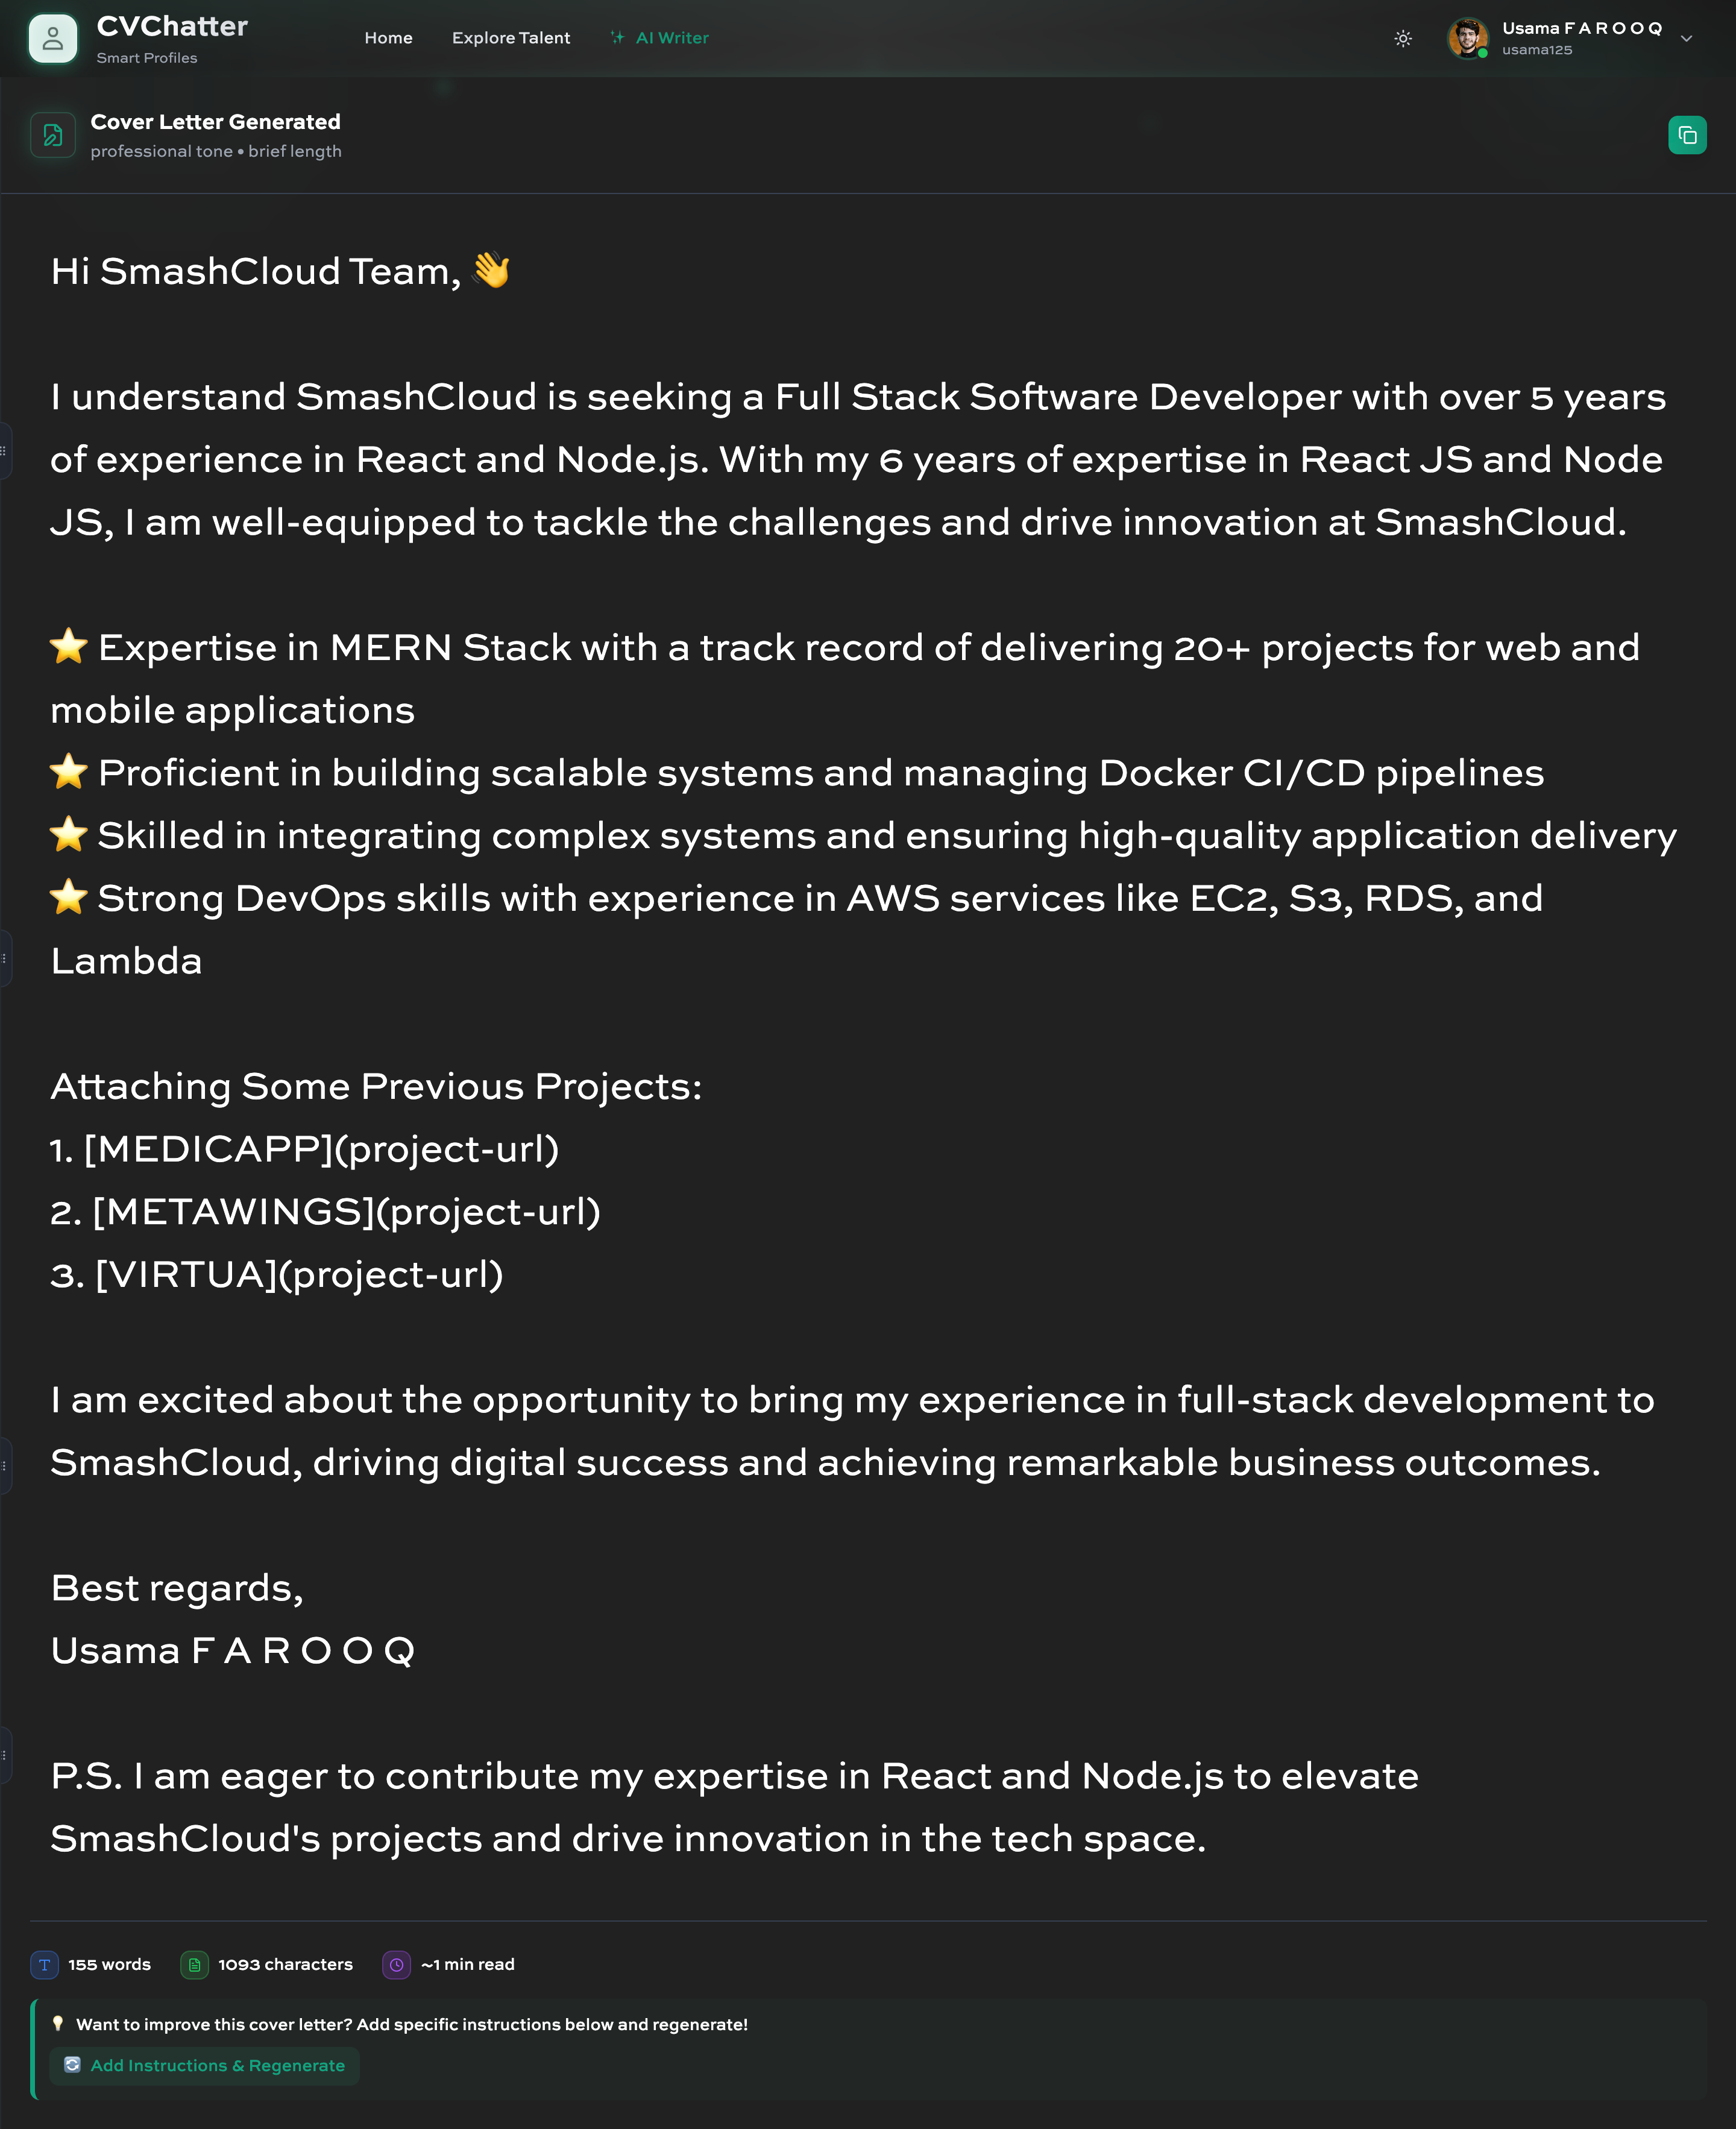 CVChatter
Smart Profiles
Home
Explore Talent
AI Writer
Usama F A R O O Q
usama125
Cover Letter Generated
professional tone • brief length
Hi SmashCloud Team, 👋
I understand SmashCloud is seeking a Full Stack Software Developer with over 5 years
of experience in React and Node.js. With my 6 years of expertise in React JS and Node
JS, I am well-equipped to tackle the challenges and drive innovation at SmashCloud.
⭐ Expertise in MERN Stack with a track record of delivering 20+ projects for web and
mobile applications
⭐ Proficient in building scalable systems and managing Docker CI/CD pipelines
⭐ Skilled in integrating complex systems and ensuring high-quality application delivery
⭐ Strong DevOps skills with experience in AWS services like EC2, S3, RDS, and
Lambda
Attaching Some Previous Projects:
1. [MEDICAPP](project-url)
2. [METAWINGS](project-url)
3. [VIRTUA](project-url)
I am excited about the opportunity to bring my experience in full-stack development to
SmashCloud, driving digital success and achieving remarkable business outcomes.
Best regards,
Usama F A R O O Q
P.S. I am eager to contribute my expertise in React and Node.js to elevate
SmashCloud's projects and drive innovation in the tech space.
155 words
1093 characters
~1 min read
💡 Want to improve this cover letter? Add specific instructions below and regenerate!
🔄 Add Instructions & Regenerate